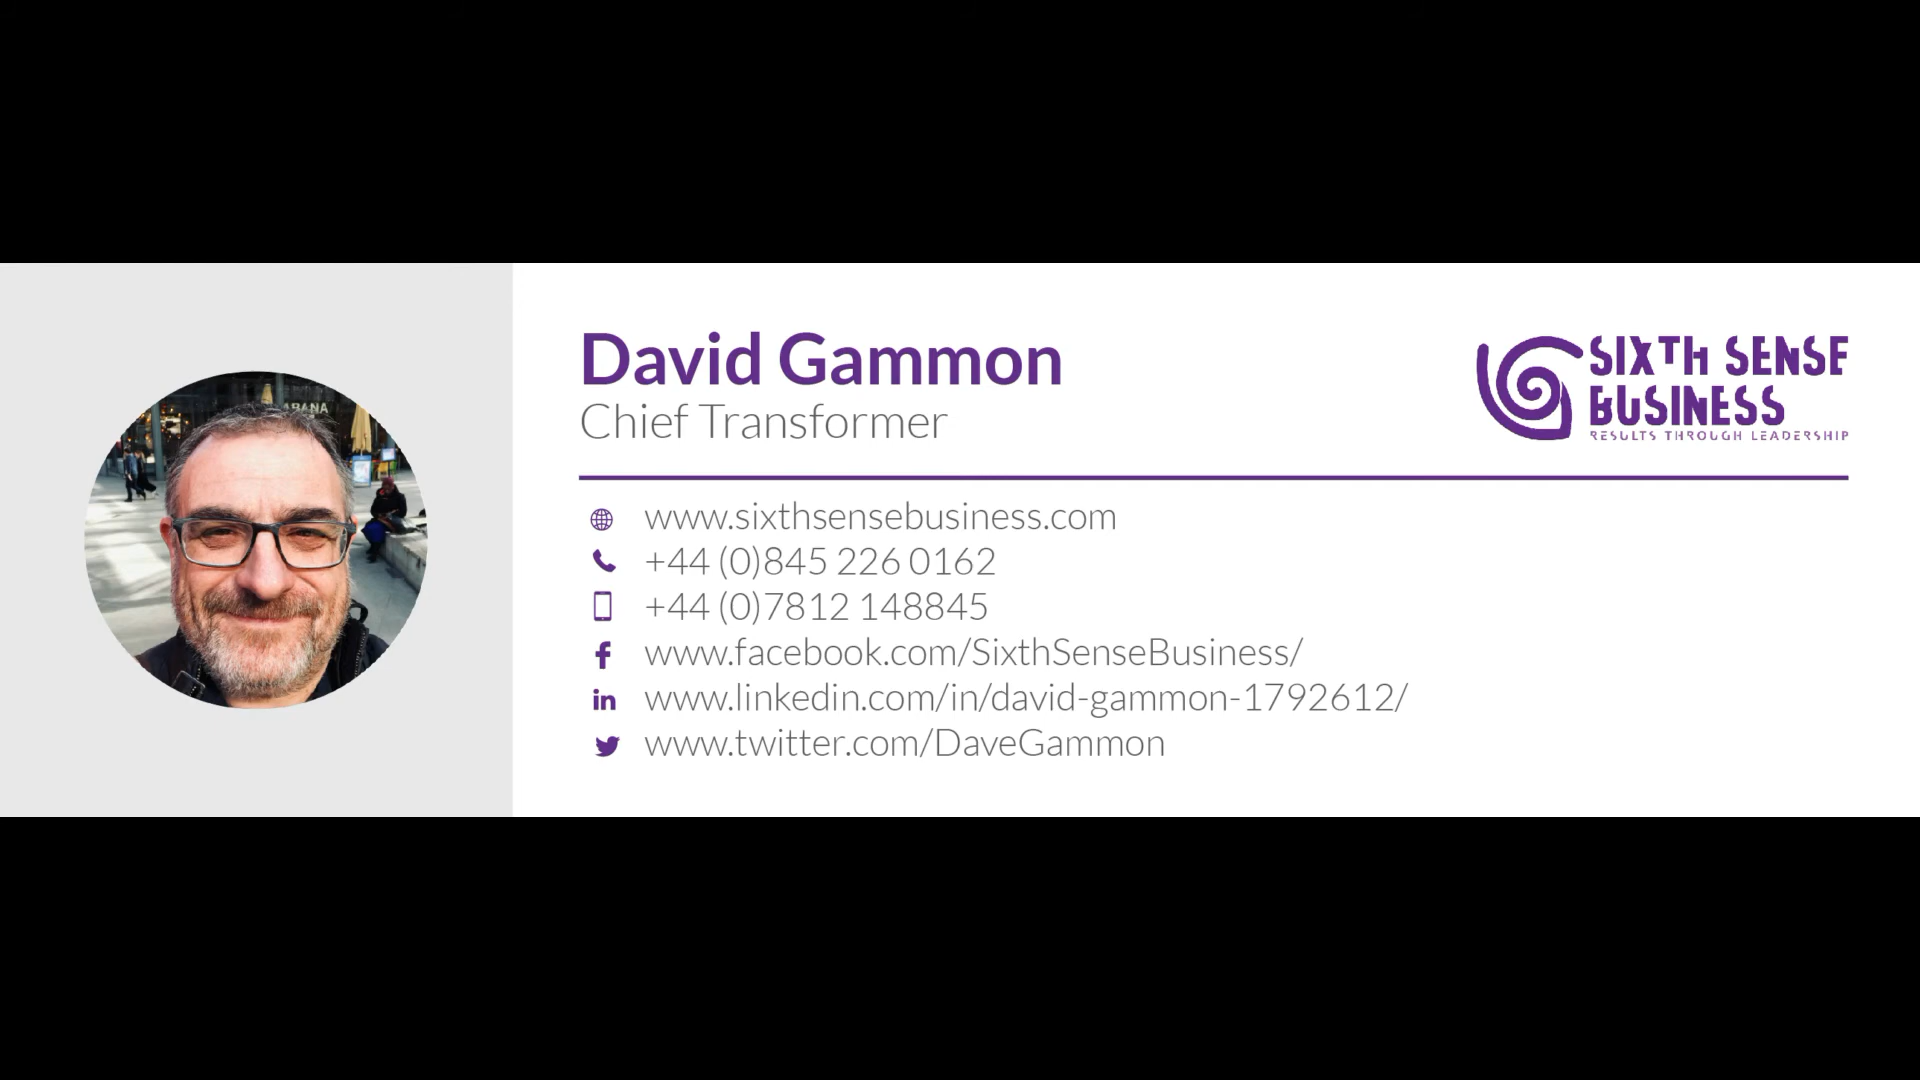 David Gammon
Chief Transformer
SIXTH SENSE
BUSINESS
RESULTS THROUGH LEADERSHIP
www.sixthsensebusiness.com
+44 (0)845 226 0162
+44 (0)7812 148845
www.facebook.com/SixthSenseBusiness/
www.linkedin.com/in/david-gammon-1792612/
www.twitter.com/DaveGammon